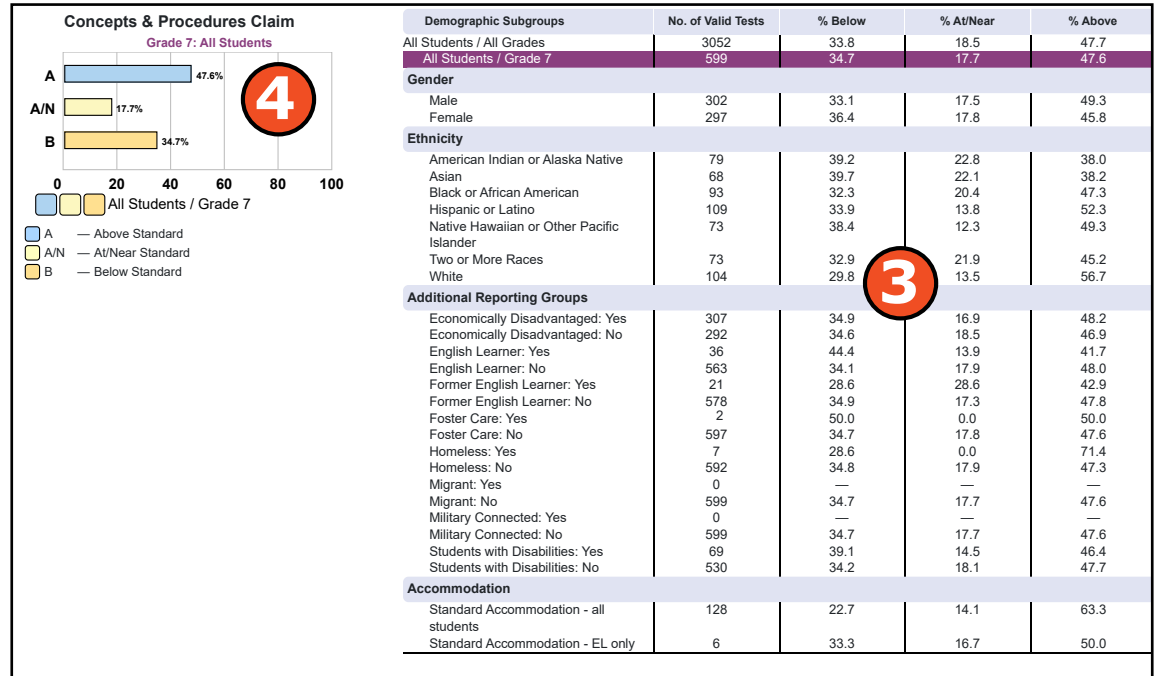 Concepts & Procedures Claim
Grade 7: All Students
A 47.6%
A/N 17.7%
B 34.7%
0 20 40 60 80 100
All Students / Grade 7
A — Above Standard
A/N — At/Near Standard
B — Below Standard
4
Demographic Subgroups No. of Valid Tests % Below % At/Near % Above
All Students / All Grades 3052 33.8 18.5 47.7
All Students / Grade 7 599 34.7 17.7 47.6
Gender
Male 302 33.1 17.5 49.3
Female 297 36.4 17.8 45.8
Ethnicity
American Indian or Alaska Native 79 39.2 22.8 38.0
Asian 68 39.7 22.1 38.2
Black or African American 93 32.3 20.4 47.3
Hispanic or Latino 109 33.9 13.8 52.3
Native Hawaiian or Other Pacific 73 38.4 12.3 49.3
Islander
Two or More Races 73 32.9 21.9 45.2
White 104 29.8 13.5 56.7
3
Additional Reporting Groups
Economically Disadvantaged: Yes 307 34.9 16.9 48.2
Economically Disadvantaged: No 292 34.6 18.5 46.9
English Learner: Yes 36 44.4 13.9 41.7
English Learner: No 563 34.1 17.9 48.0
Former English Learner: Yes 21 28.6 28.6 42.9
Former English Learner: No 578 34.9 17.3 47.8
Foster Care: Yes 2 50.0 0.0 50.0
Foster Care: No 597 34.7 17.8 47.6
Homeless: Yes 7 28.6 0.0 71.4
Homeless: No 592 34.8 17.9 47.3
Migrant: Yes 0 — — —
Migrant: No 599 34.7 17.7 47.6
Military Connected: Yes 0 — — —
Military Connected: No 599 34.7 17.7 47.6
Students with Disabilities: Yes 69 39.1 14.5 46.4
Students with Disabilities: No 530 34.2 18.1 47.7
Accommodation
Standard Accommodation - all 128 22.7 14.1 63.3
students
Standard Accommodation - EL only 6 33.3 16.7 50.0